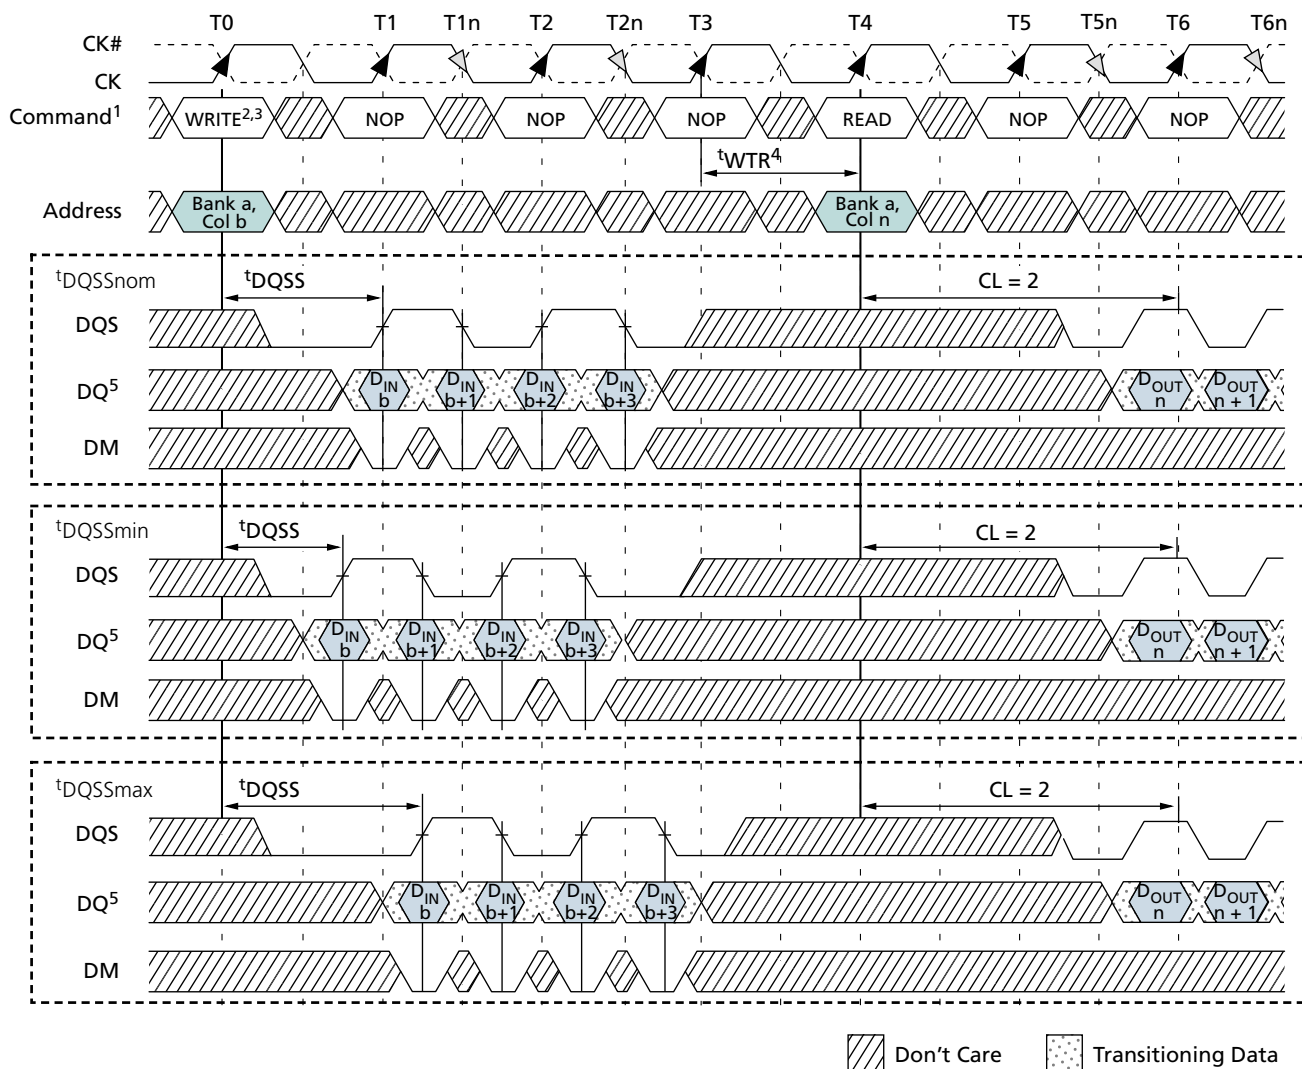 T0 T1 T1n T2 T2n T3 T4 T5 T5n T6 T6n
CK#
CK
Command1 WRITE2,3 NOP NOP NOP READ NOP NOP
tWTR4
Address Bank a, Col b Bank a, Col n
tDQSSnom tDQSS CL = 2
DQS
DQ5 DIN b DIN b+1 DIN b+2 DIN b+3 DOUT n DOUT n + 1
DM
tDQSSmin tDQSS CL = 2
DQS
DQ5 DIN b DIN b+1 DIN b+2 DIN b+3 DOUT n DOUT n + 1
DM
tDQSSmax tDQSS CL = 2
DQS
DQ5 DIN b DIN b+1 DIN b+2 DIN b+3 DOUT n DOUT n + 1
DM
Don't Care Transitioning Data